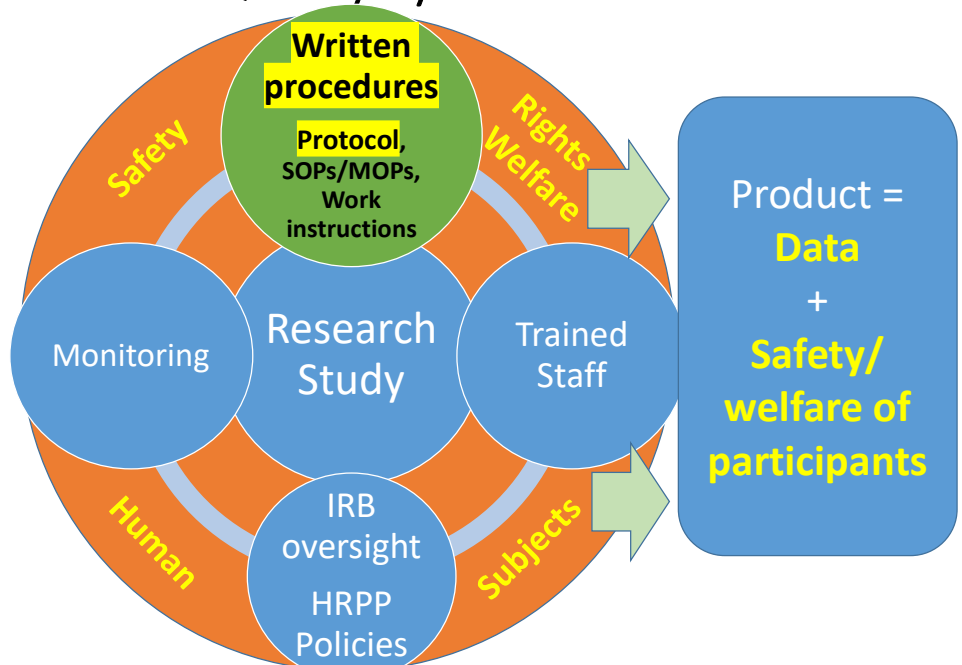 Written
procedures
Protocol,
SOPs/MOPs,
Work
instructions
Safety
Rights
Welfare
Monitoring
Research
Study
Trained
Staff
IRB
oversight
HRPP
Policies
Human
Subjects
Product =
Data
+
Safety/
welfare of
participants